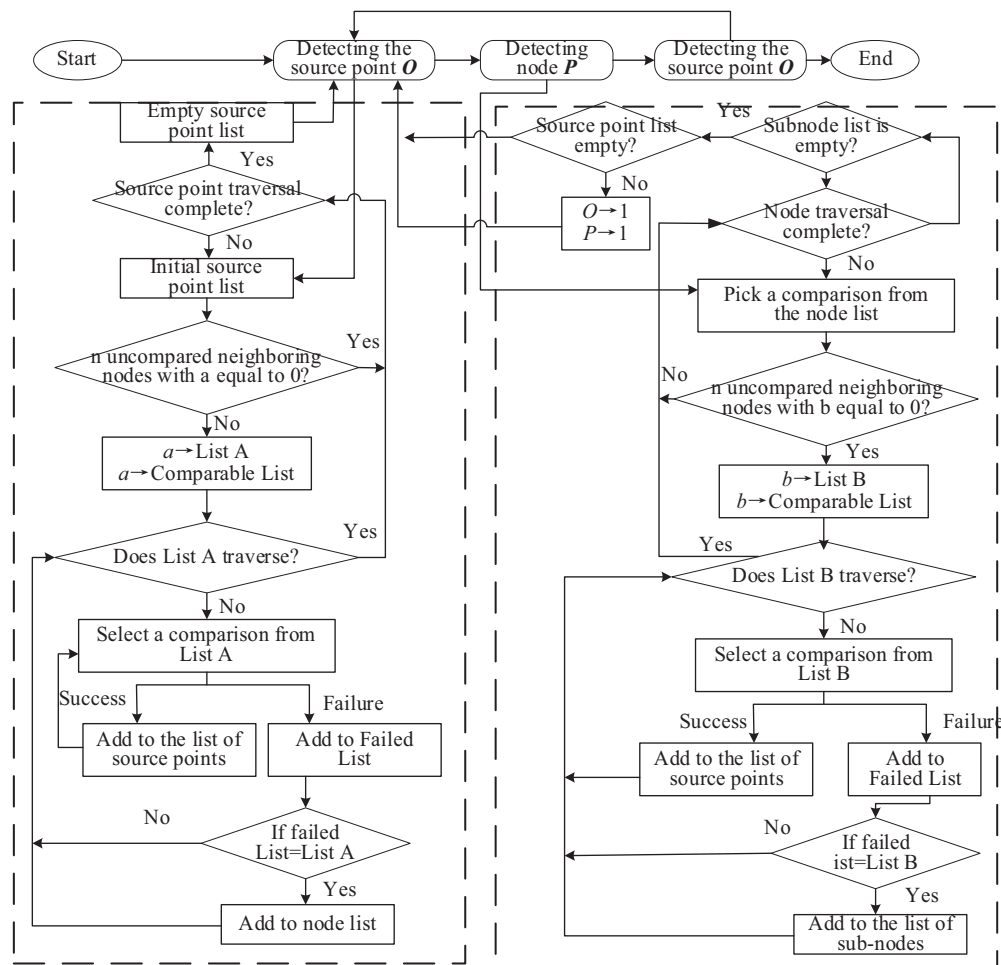 Start
Detecting the
source point O
Detecting
node P
Detecting the
source point O
End
Empty source
point list
Yes
Source point traversal
complete?
No
Initial source
point list
Yes
n uncompared neighboring
nodes with a equal to 0?
No
a→List A
a→Comparable List
Yes
Does List A traverse?
No
Select a comparison from
List A
Success
Failure
Add to the list of
source points
Add to Failed
List
No
If failed
List=List A
Yes
Add to node list
Yes
Source point list
empty?
Subnode list is
empty?
No
O→1
P→1
Node traversal
complete?
No
Pick a comparison from
the node list
No
n uncompared neighboring
nodes with b equal to 0?
Yes
b→List B
b→Comparable List
Yes
Does List B traverse?
No
Select a comparison from
List B
Success
Failure
Add to the list of
source points
Add to
Failed List
No
If failed
ist=List B
Yes
Add to the list of
sub-nodes